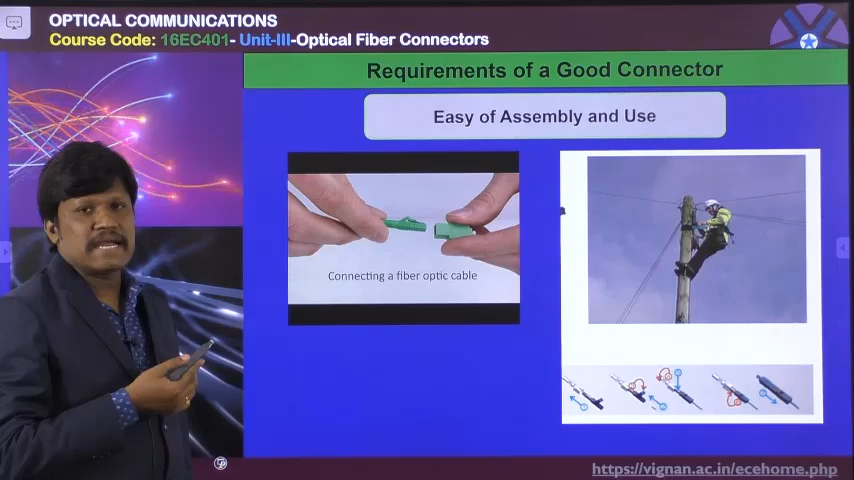 OPTICAL COMMUNICATIONS
Course Code: 16EC401- Unit-III-Optical Fiber Connectors
Requirements of a Good Connector
Easy of Assembly and Use
Connecting a fiber optic cable
https://vignan.ac.in/ecehome.php